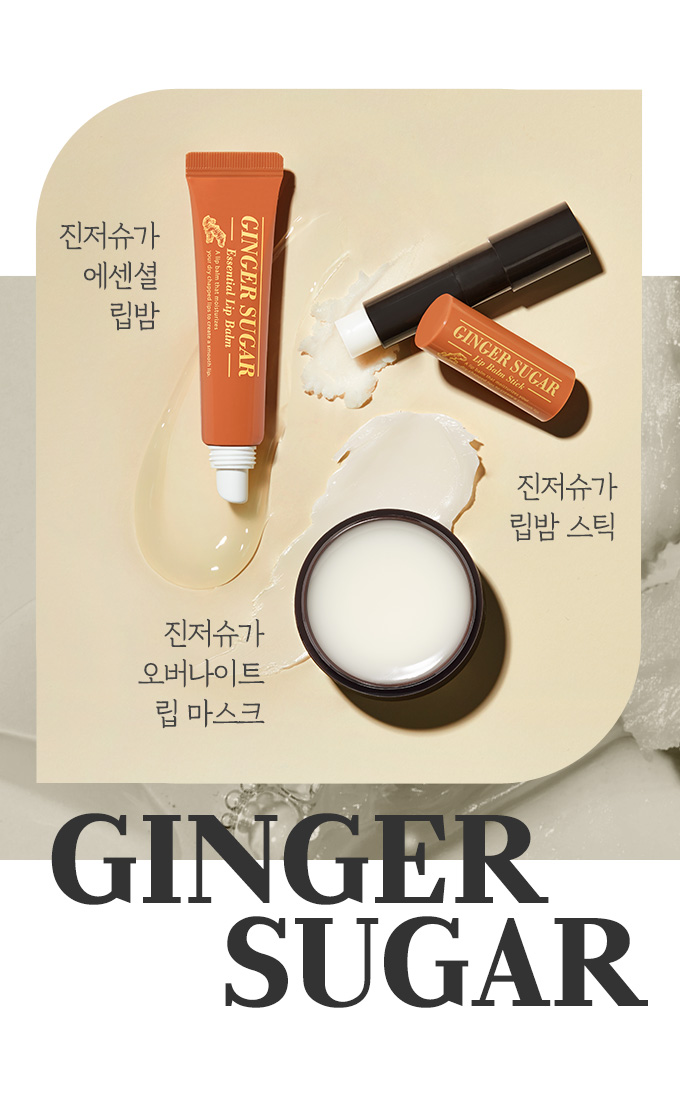 진저슈가
에센셜
립밤
GINGER SUGAR
Essential Lip Balm
A lip balm that moisturizes
your dry chapped lips to create a smooth lip.
GINGER SUGAR
Lip Balm Stick
진저슈가
립밤 스틱
진저슈가
오버나이트
립 마스크
GINGER
SUGAR